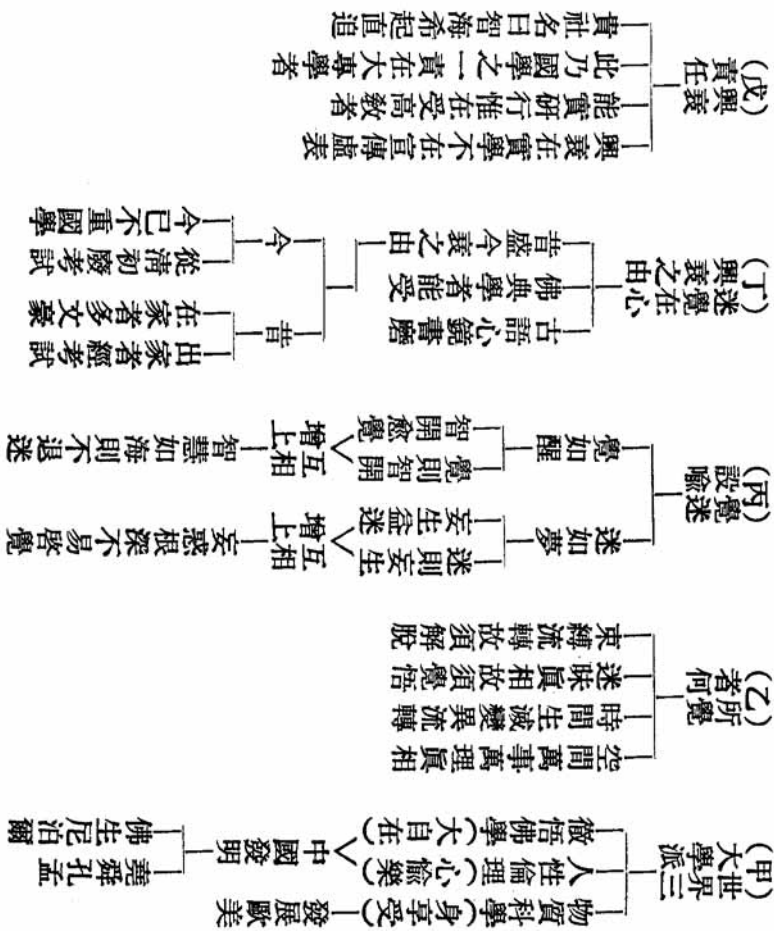 (甲)世界三大學派
物質科學(身享受)—發展歐美
人性倫理(心愉樂)
徹悟佛學(大自在)
中國發明
堯舜孔孟
佛生尼泊爾
(乙)所覺者何
空間萬事萬理眞相
時間生滅變異流轉
迷昧眞相故須覺悟
束縛流轉故須解脫
(丙)覺迷設喻
迷如夢
迷則妄生
妄生益迷
互相增上
妄惑根深不易啓覺
覺如醒
覺則智開
智開愈覺
互相增上
智慧如海則不退迷
(丁)迷覺在心興衰之由
古語心鏡書磨
佛典學者能受
昔盛今衰之由
昔
出家者經考試
在家者多文豪
今
從清初廢考試
今已不重國學
(戊)興衰責任
興衰在實學不在宣傳虛表
能實研行惟在受高敎者
此乃國學之一責在大專學者
貴社名曰智海希起直追